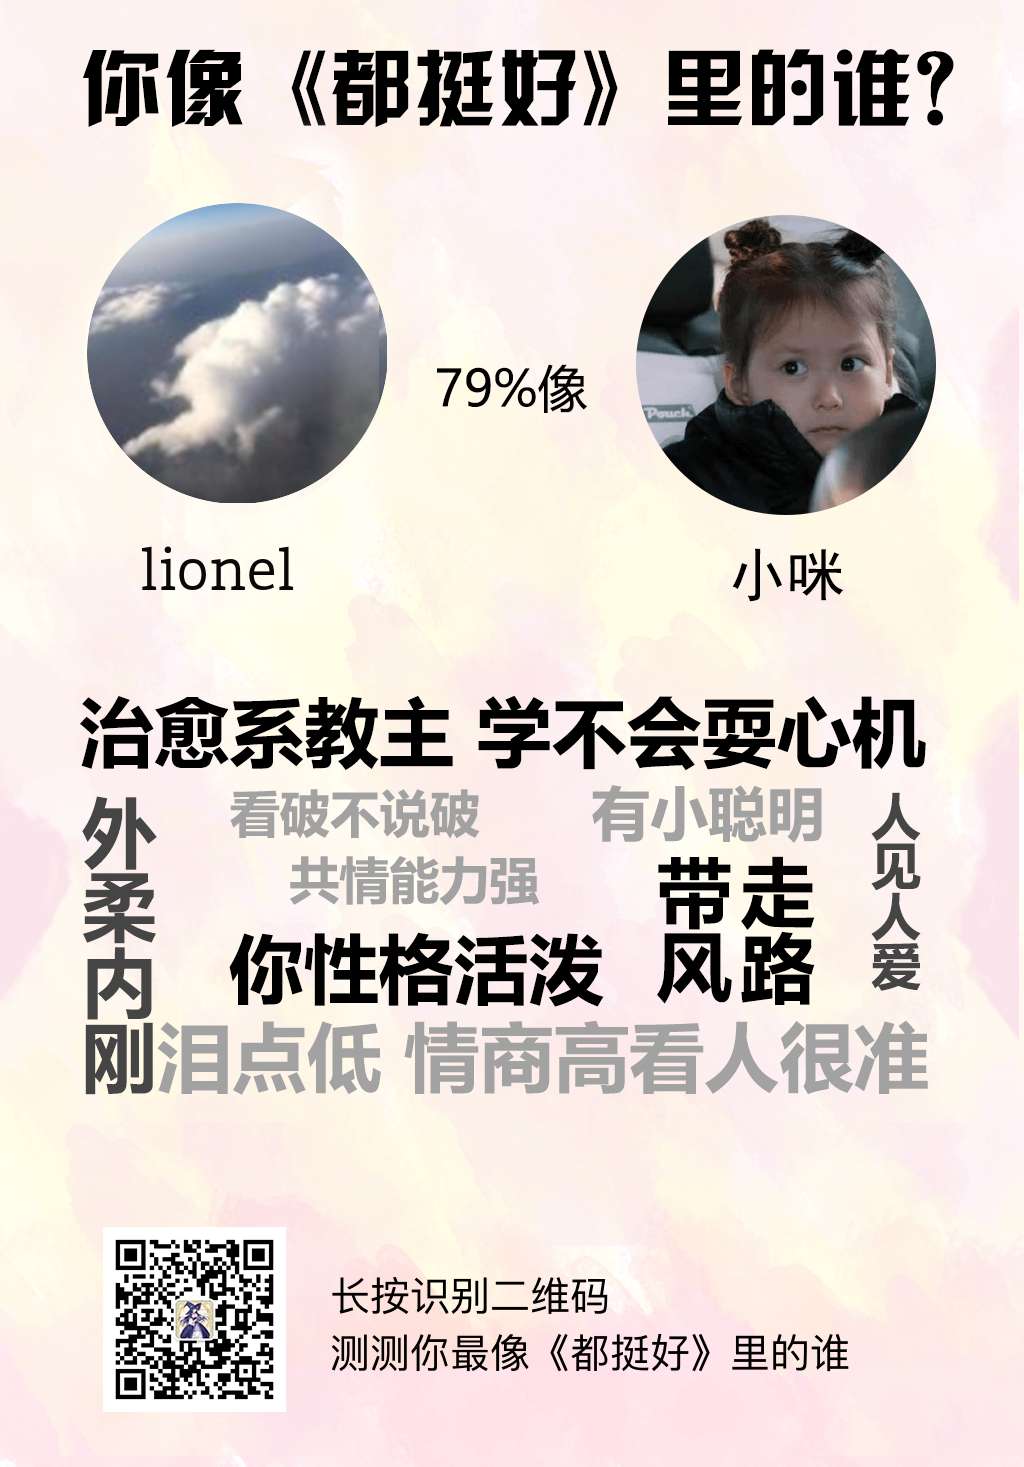 你像《都挺好》里的谁?
Pouch
79%像
lionel
小咪
治愈系教主 学不会耍心机
外柔内刚
看破不说破
有小聪明
人见人爱
共情能力强
带走
风路
你性格活泼
泪点低 情商高看人很准
长按识别二维码
测测你最像《都挺好》里的谁